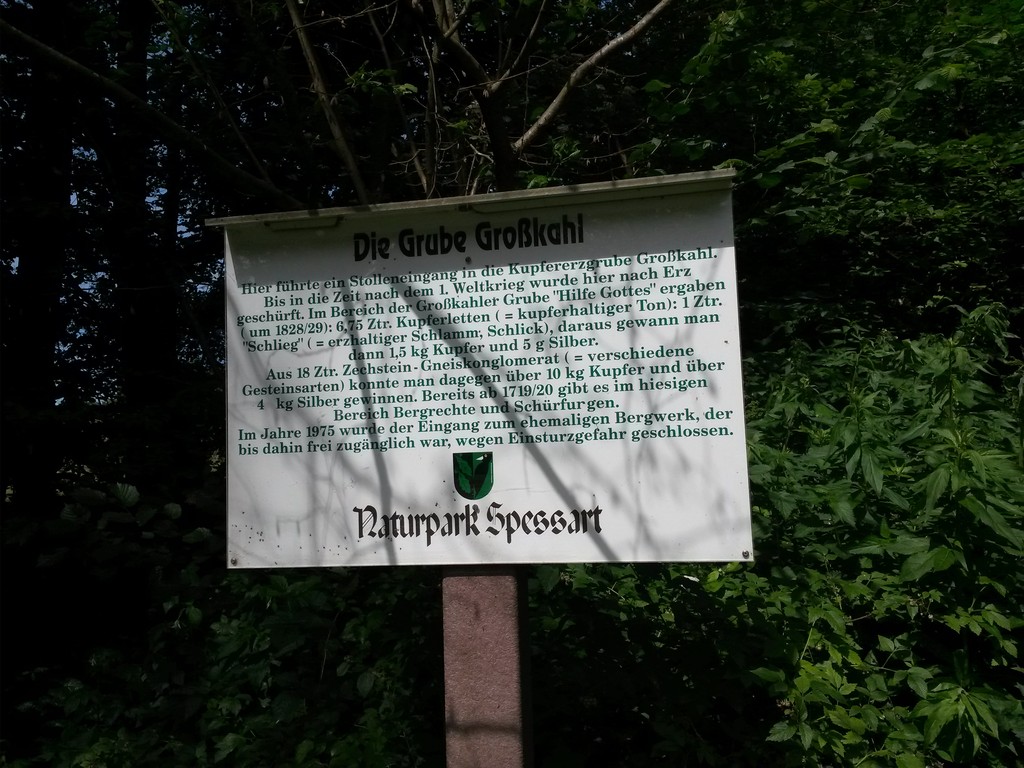 Die Grube Großkahl
Hier führte ein Stolleneingang in die Kupfererzgrube Großkahl.
Bis in die Zeit nach dem 1. Weltkrieg wurde hier nach Erz
geschürft. Im Bereich der Großkahler Grube "Hilfe Gottes" ergaben
( um 1828/29): 6,75 Ztr. Kupferletten ( = kupferhaltiger Ton): 1 Ztr.
"Schlieg" ( = erzhaltiger Schlamm, Schlick), daraus gewann man
dann 1,5 kg Kupfer und 5 g Silber.
Aus 18 Ztr. Zechstein - Gneiskonglomerat ( = verschiedene
Gesteinsarten) konnte man dagegen über 10 kg Kupfer und über
4 kg Silber gewinnen. Bereits ab 1719/20 gibt es im hiesigen
Bereich Bergrechte und Schürfungen.
Im Jahre 1975 wurde der Eingang zum ehemaligen Bergwerk, der
bis dahin frei zugänglich war, wegen Einsturzgefahr geschlossen.
Naturpark Spessart